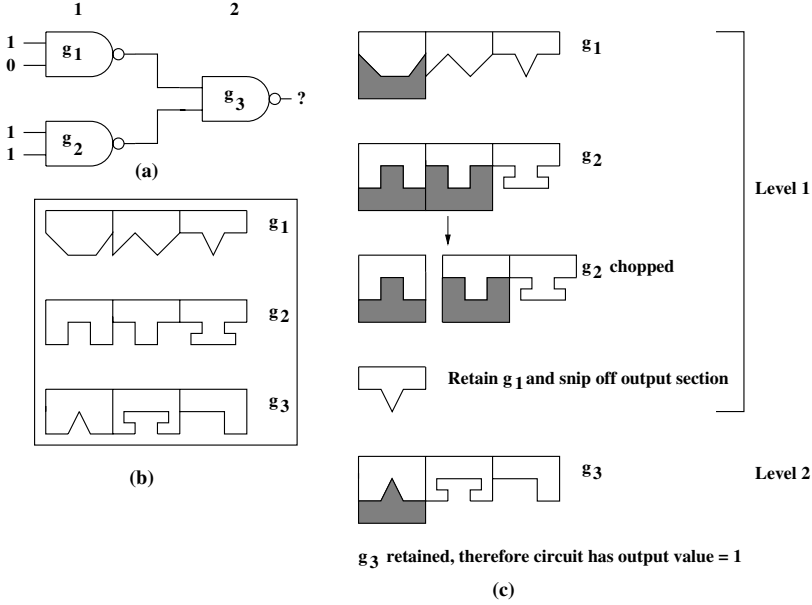 1 2
1
0
g1
g3
?
1
1
g2
(a)
g1
g2
g3
(b)
g1
g2
Level 1
g2 chopped
Retain g1 and snip off output section
g3
Level 2
g3 retained, therefore circuit has output value = 1
(c)